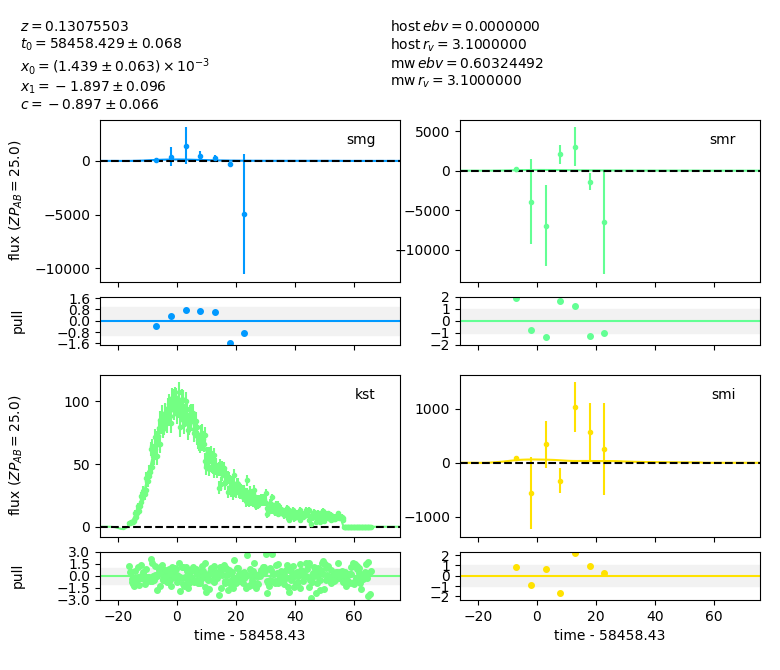 z = 0.13075503
t₀ = 58458.429 ± 0.068
x₀ = (1.439 ± 0.063) × 10⁻³
x₁ = −1.897 ± 0.096
c = −0.897 ± 0.066
host ebv = 0.0000000
host r_v = 3.1000000
mw ebv = 0.60324492
mw r_v = 3.1000000
flux (ZP_AB = 25.0)
0
−5000
−10000
smg
5000
0
−5000
−10000
smr
pull
1.6
0.8
0.0
−0.8
−1.6
2
1
0
−1
−2
flux (ZP_AB = 25.0)
100
50
0
kst
1000
0
−1000
smi
pull
3.0
1.5
0.0
−1.5
−3.0
2
1
0
−1
−2
−20 0 20 40 60
time - 58458.43
−20 0 20 40 60
time - 58458.43